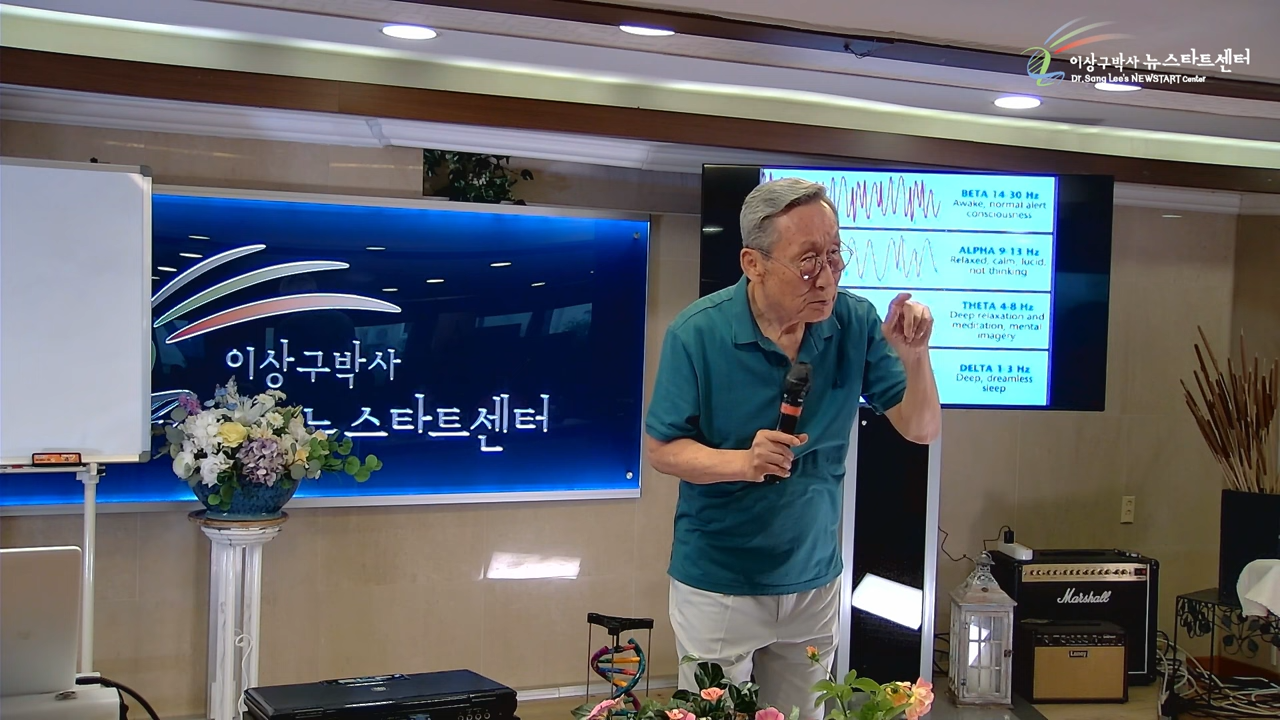 이상구박사 뉴스타트센터
Dr. Sang Lee's NEWSTART Center
이상구박사
뉴스타트센터
BETA 14-30 Hz
Awake, normal alert
consciousness
ALPHA 9-13 Hz
Relaxed, calm, lucid,
not thinking
THETA 4-8 Hz
Deep relaxation and
meditation, mental
imagery
DELTA 1-3 Hz
Deep, dreamless
sleep
Marshall
Laney